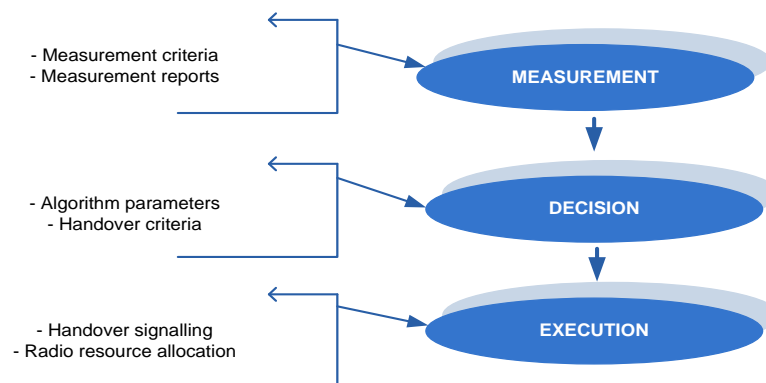 - Measurement criteria
- Measurement reports
MEASUREMENT
- Algorithm parameters
- Handover criteria
DECISION
- Handover signalling
- Radio resource allocation
EXECUTION